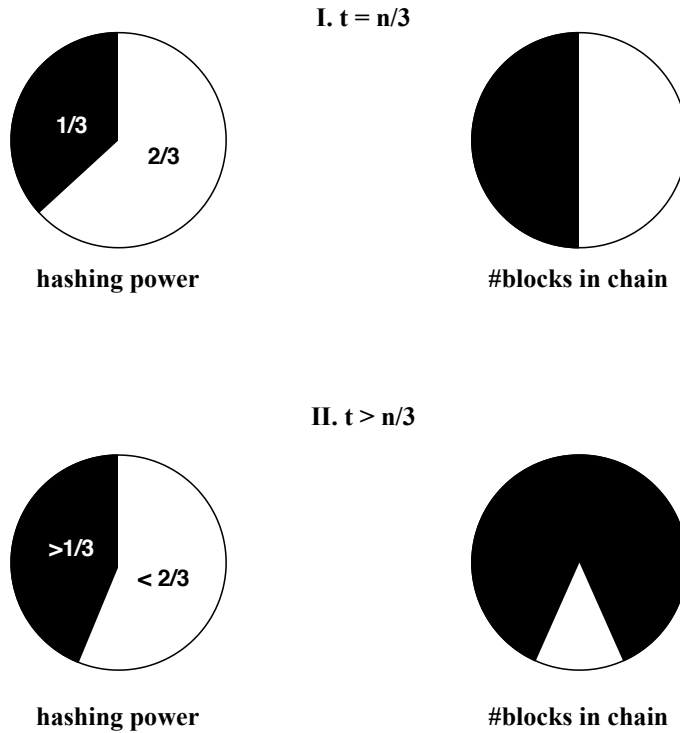 I. t = n/3
1/3
2/3
hashing power
#blocks in chain
II. t > n/3
>1/3
< 2/3
hashing power
#blocks in chain